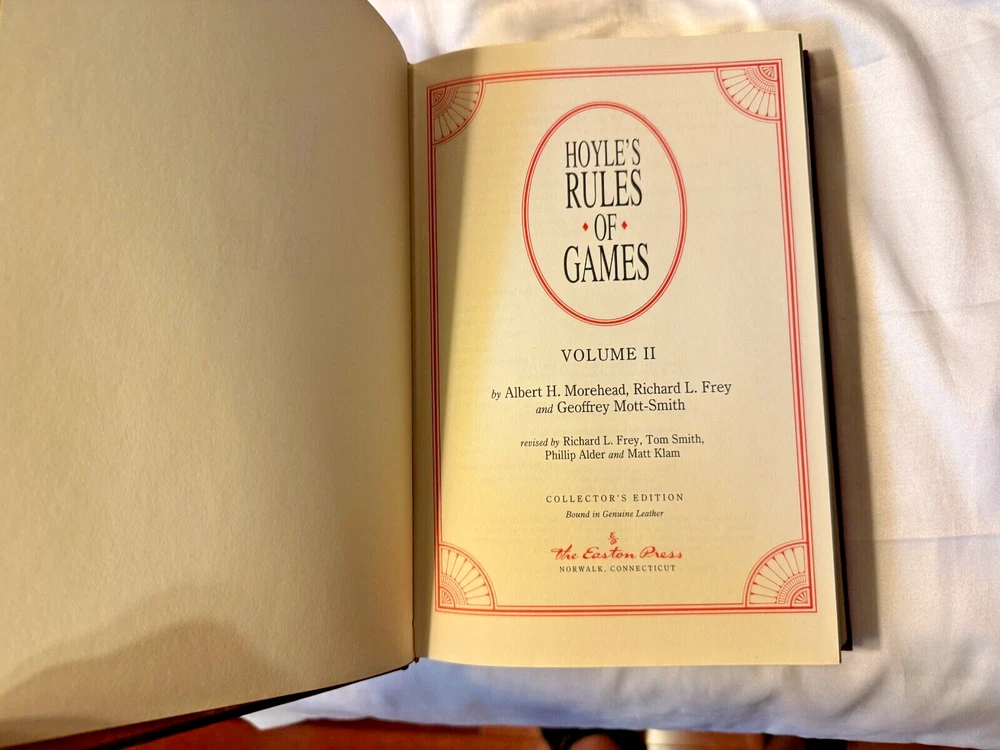 HOYLE'S
RULES
OF
GAMES
VOLUME II
by Albert H. Morehead, Richard L. Frey
and Geoffrey Mott-Smith
revised by Richard L. Frey, Tom Smith,
Phillip Alder and Matt Klam
COLLECTOR'S EDITION
Bound in Genuine Leather
The Easton Press
NORWALK, CONNECTICUT